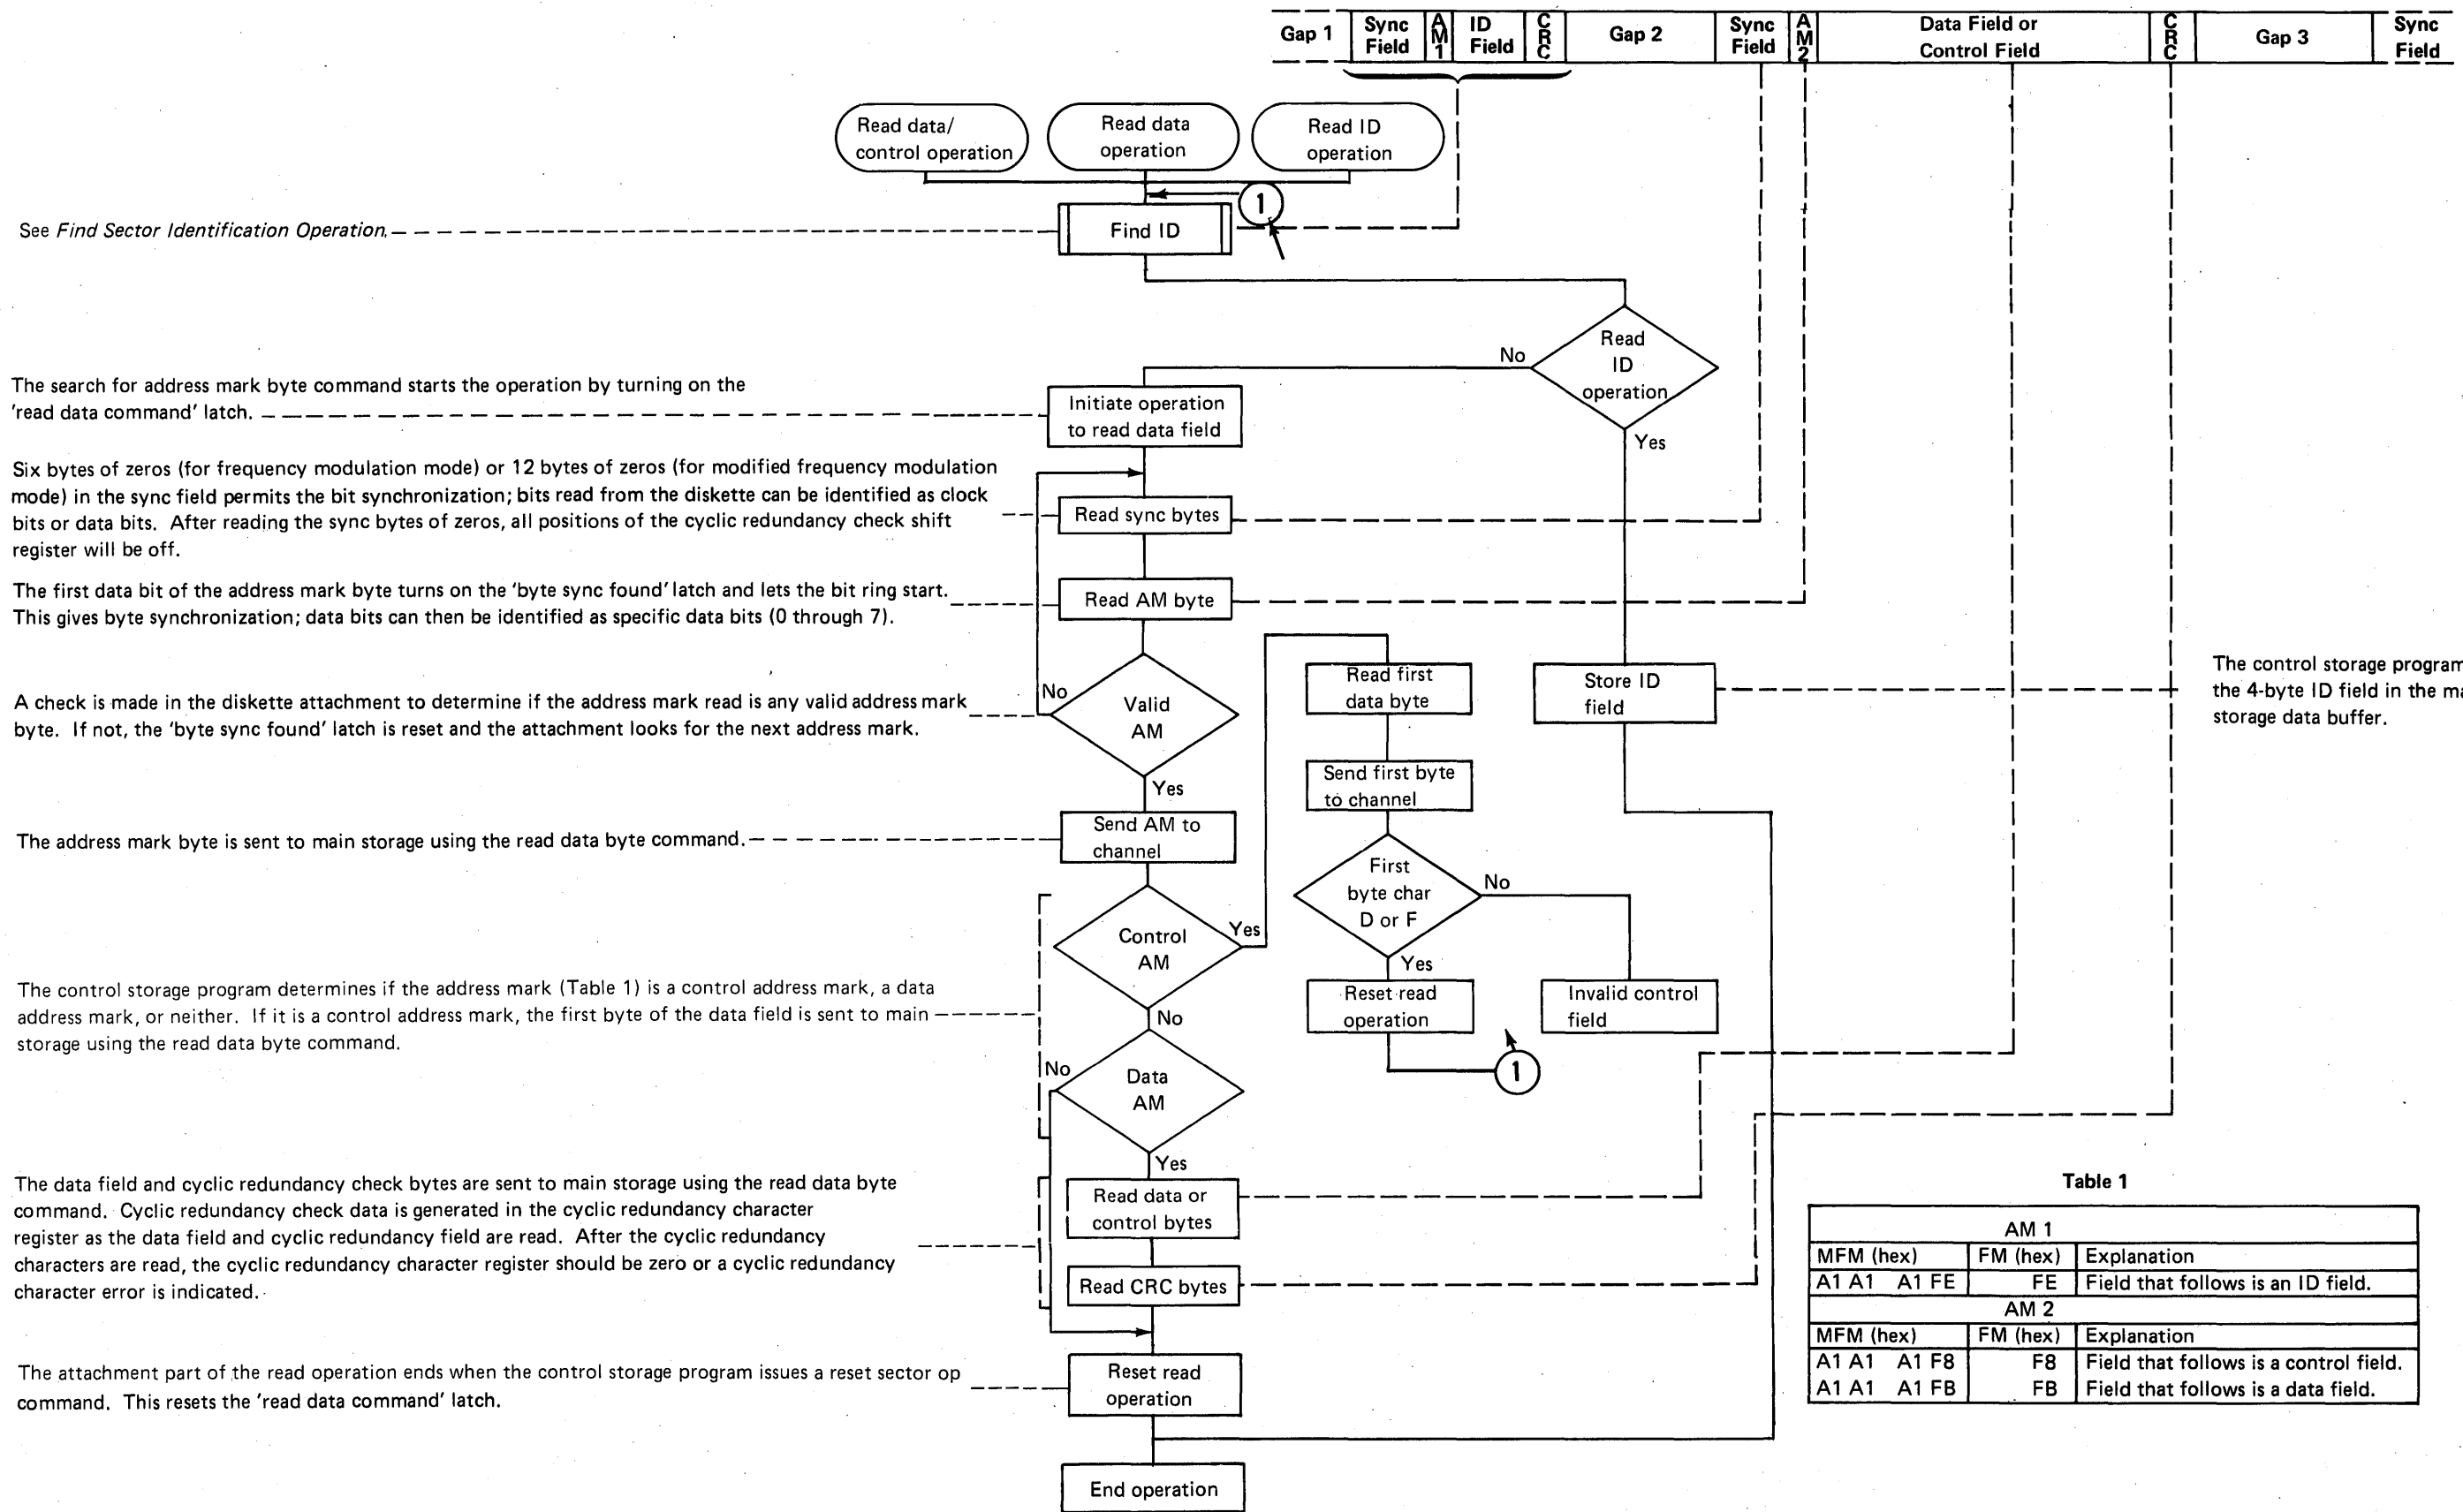 Gap 1
Sync
Field
AM1
ID
Field
CRC
Gap 2
Sync
Field
AM2
Data Field or
Control Field
CRC
Gap 3
Sync
Field
Read data/
control operation
Read data
operation
Read ID
operation
1
See Find Sector Identification Operation.
Find ID
Read
ID
operation
No
Yes
The search for address mark byte command starts the operation by turning on the
'read data command' latch.
Initiate operation
to read data field
Six bytes of zeros (for frequency modulation mode) or 12 bytes of zeros (for modified frequency modulation
mode) in the sync field permits the bit synchronization; bits read from the diskette can be identified as clock
bits or data bits. After reading the sync bytes of zeros, all positions of the cyclic redundancy check shift
register will be off.
Read sync bytes
The first data bit of the address mark byte turns on the 'byte sync found' latch and lets the bit ring start.
This gives byte synchronization; data bits can then be identified as specific data bits (0 through 7).
Read AM byte
A check is made in the diskette attachment to determine if the address mark read is any valid address mark
byte. If not, the 'byte sync found' latch is reset and the attachment looks for the next address mark.
No
Valid
AM
Yes
Read first
data byte
Store ID
field
The control storage program
the 4-byte ID field in the ma
storage data buffer.
Send first byte
to channel
The address mark byte is sent to main storage using the read data byte command.
Send AM to
channel
First
byte char
D or F
No
Yes
Control
AM
Yes
No
Reset read
operation
Invalid control
field
1
The control storage program determines if the address mark (Table 1) is a control address mark, a data
address mark, or neither. If it is a control address mark, the first byte of the data field is sent to main
storage using the read data byte command.
No
Data
AM
Yes
The data field and cyclic redundancy check bytes are sent to main storage using the read data byte
command. Cyclic redundancy check data is generated in the cyclic redundancy character
register as the data field and cyclic redundancy field are read. After the cyclic redundancy
characters are read, the cyclic redundancy character register should be zero or a cyclic redundancy
character error is indicated.
Read data or
control bytes
Read CRC bytes
Table 1
AM 1
MFM (hex) FM (hex) Explanation
A1 A1 A1 FE FE Field that follows is an ID field.
AM 2
MFM (hex) FM (hex) Explanation
A1 A1 A1 F8 F8 Field that follows is a control field.
A1 A1 A1 FB FB Field that follows is a data field.
The attachment part of the read operation ends when the control storage program issues a reset sector op
command. This resets the 'read data command' latch.
Reset read
operation
End operation